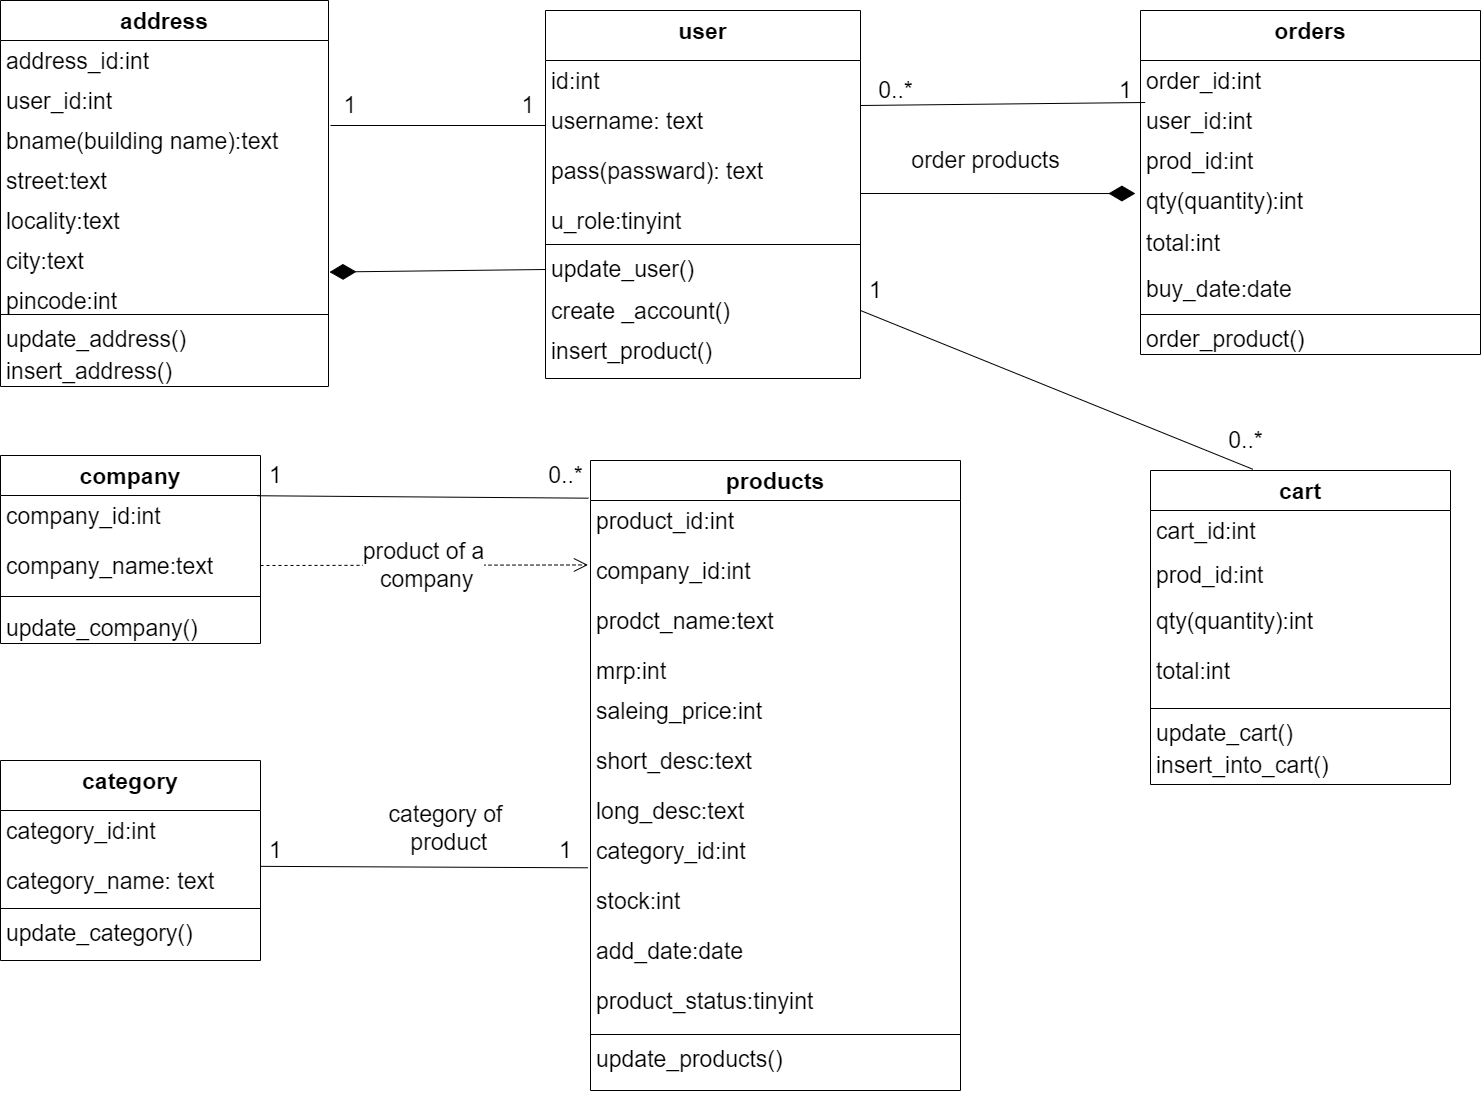 address
address_id:int
user_id:int
bname(building name):text
street:text
locality:text
city:text
pincode:int
update_address()
insert_address()
1
1
user
id:int
username: text
pass(passward): text
u_role:tinyint
update_user()
create _account()
insert_product()
0..*
1
order products
orders
order_id:int
user_id:int
prod_id:int
qty(quantity):int
total:int
buy_date:date
order_product()
1
0..*
company
company_id:int
company_name:text
update_company()
1
0..*
product of a
company
products
product_id:int
company_id:int
prodct_name:text
mrp:int
saleing_price:int
short_desc:text
long_desc:text
category_id:int
stock:int
add_date:date
product_status:tinyint
update_products()
cart
cart_id:int
prod_id:int
qty(quantity):int
total:int
update_cart()
insert_into_cart()
category
category_id:int
category_name: text
update_category()
category of
product
1
1